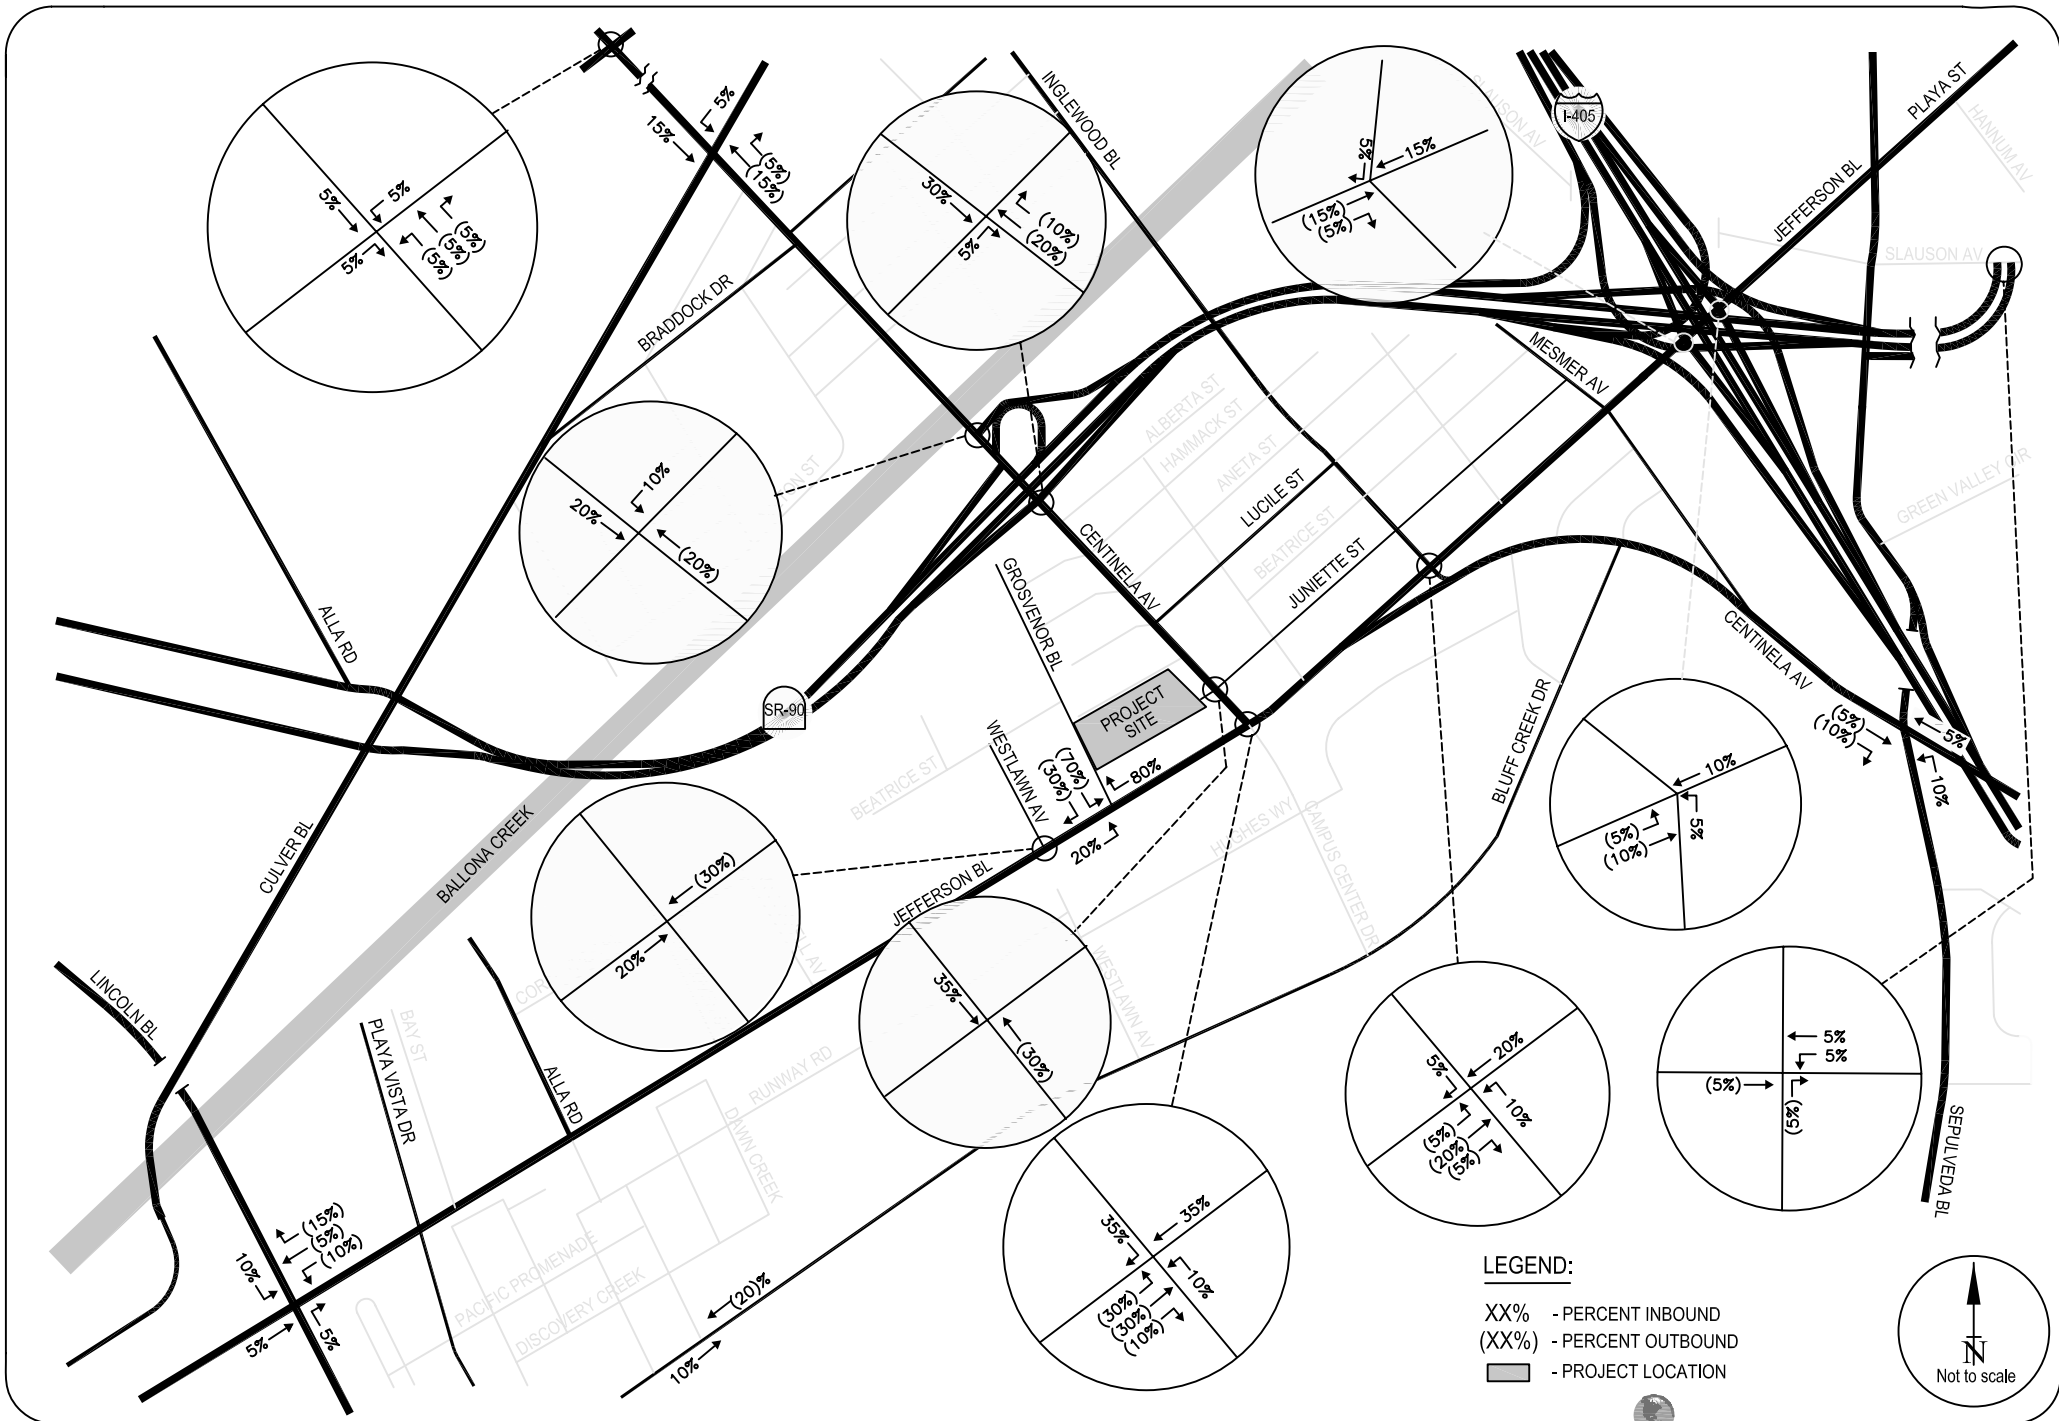 I-405
PLAYA ST
SLAUSON AV
HANNUM AV
INGLEWOOD BL
JEFFERSON BL
SLAUSON AV
5%
15%
(5%)
(15%)
5%
5%
5%
(5%)
(5%)
(5%)
30%
5%
(10%)
(20%)
5%
15%
(15%)
(5%)
BRADDOCK DR
MESMER AV
ALBERTA ST
HAMMACK ST
ANETA ST
LUCILE ST
BEATRICE ST
JUNIETTE ST
GREEN VALLEY CIR
10%
20%
(20%)
CENTINELA AV
GROSVENOR BL
ALLA RD
SR-90
PROJECT
SITE
CENTINELA AV
BLUFF CREEK DR
WESTLAWN AV
BEATRICE ST
(70%)
(30%)
80%
20%
HUGHES WY
CAMPUS CENTER DR
(5%)
(10%)
5%
10%
10%
5%
(5%)
(10%)
CULVER BL
BALLONA CREEK
JEFFERSON BL
(30%)
20%
35%
(30%)
WESTLAWN AV
LINCOLN BL
PLAYA VISTA DR
BAY ST
ALLA RD
RUNWAY RD
DAWN CREEK
PACIFIC PROMENADE
DISCOVERY CREEK
20%
5%
10%
(5%)
(20%)
(5%)
5%
5%
(5%)
(5%)
SEPULVEDA BL
35%
35%
10%
(30%)
(30%)
(10%)
(15%)
(5%)
(10%)
10%
5%
5%
(20)%
10%
LEGEND:
XX% - PERCENT INBOUND
(XX%) - PERCENT OUTBOUND
- PROJECT LOCATION
N
Not to scale